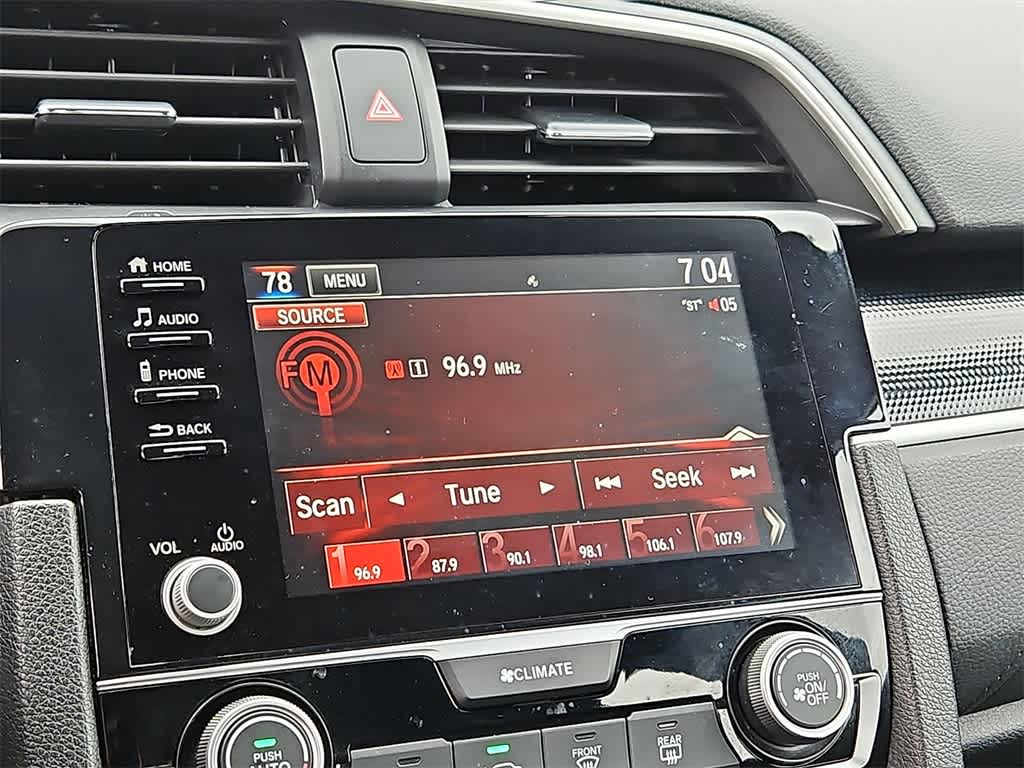 HOME
AUDIO
PHONE
BACK
VOL
AUDIO
78 MENU 7 04
SOURCE "ST" 05
FM 1 96.9 MHz
Scan Tune Seek
1 96.9 2 87.9 3 90.1 4 98.1 5 106.1 6 107.9
CLIMATE
PUSH
ON/
OFF
PUSH
AUTO
FRONT
REAR